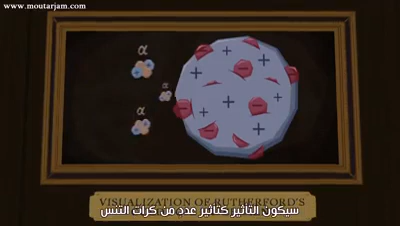 www.moutarjam.com
α
α
α
VISUALIZATION OF RUTHERFORD'S
سيكون التأثير كتأثير عدد من كرات التنس